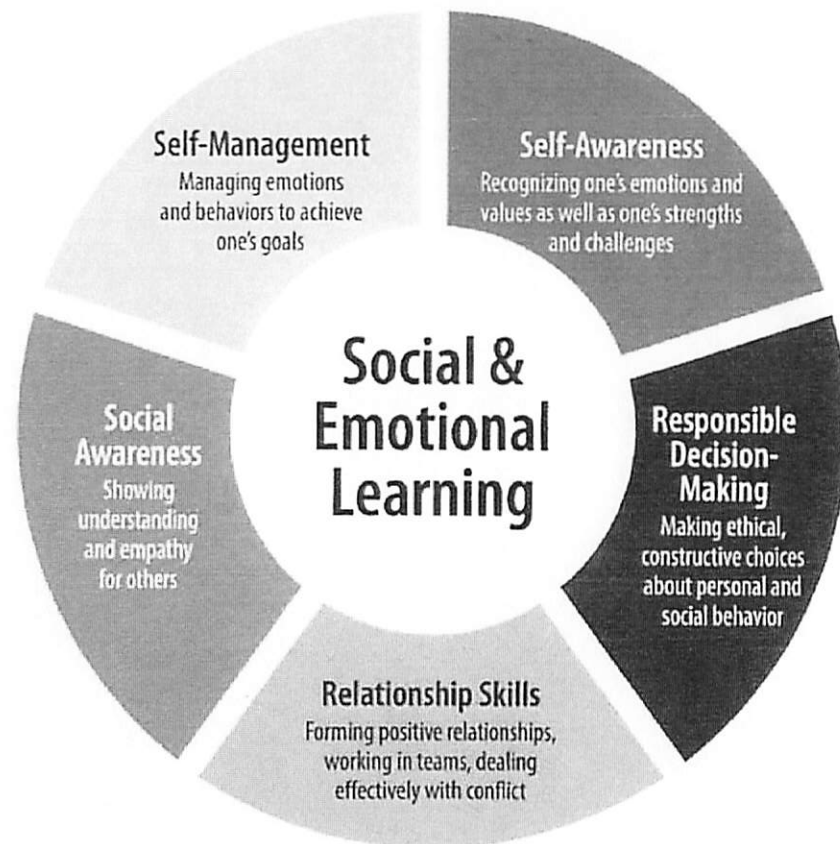 Self-Management
Managing emotions
and behaviors to achieve
one's goals
Self-Awareness
Recognizing one's emotions and
values as well as one's strengths
and challenges
Social &
Emotional
Learning
Social
Awareness
Showing
understanding
and empathy
for others
Responsible
Decision-
Making
Making ethical,
constructive choices
about personal and
social behavior
Relationship Skills
Forming positive relationships,
working in teams, dealing
effectively with conflict